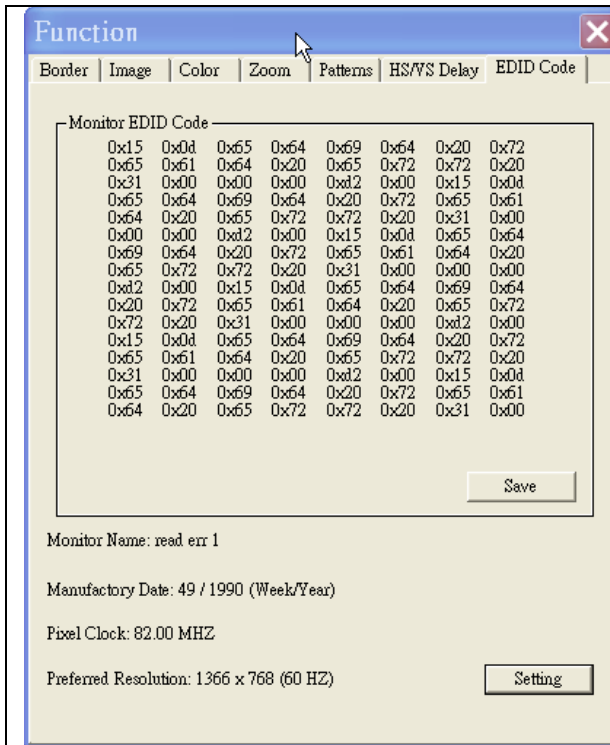 Function
Border Image Color Zoom Patterns HS/VS Delay EDID Code
Monitor EDID Code
0x15 0x0d 0x65 0x64 0x69 0x64 0x20 0x72
0x65 0x61 0x64 0x20 0x65 0x72 0x72 0x20
0x31 0x00 0x00 0x00 0xd2 0x00 0x15 0x0d
0x65 0x64 0x69 0x64 0x20 0x72 0x65 0x61
0x64 0x20 0x65 0x72 0x72 0x20 0x31 0x00
0x00 0x00 0xd2 0x00 0x15 0x0d 0x65 0x64
0x69 0x64 0x20 0x72 0x65 0x61 0x64 0x20
0x65 0x72 0x72 0x20 0x31 0x00 0x00 0x00
0xd2 0x00 0x15 0x0d 0x65 0x64 0x69 0x64
0x20 0x72 0x65 0x61 0x64 0x20 0x65 0x72
0x72 0x20 0x31 0x00 0x00 0x00 0xd2 0x00
0x15 0x0d 0x65 0x64 0x69 0x64 0x20 0x72
0x65 0x61 0x64 0x20 0x65 0x72 0x72 0x20
0x31 0x00 0x00 0x00 0xd2 0x00 0x15 0x0d
0x65 0x64 0x69 0x64 0x20 0x72 0x65 0x61
0x64 0x20 0x65 0x72 0x72 0x20 0x31 0x00
Save
Monitor Name: read err 1
Manufactory Date: 49 / 1990 (Week/Year)
Pixel Clock: 82.00 MHZ
Preferred Resolution: 1366 x 768 (60 HZ)
Setting